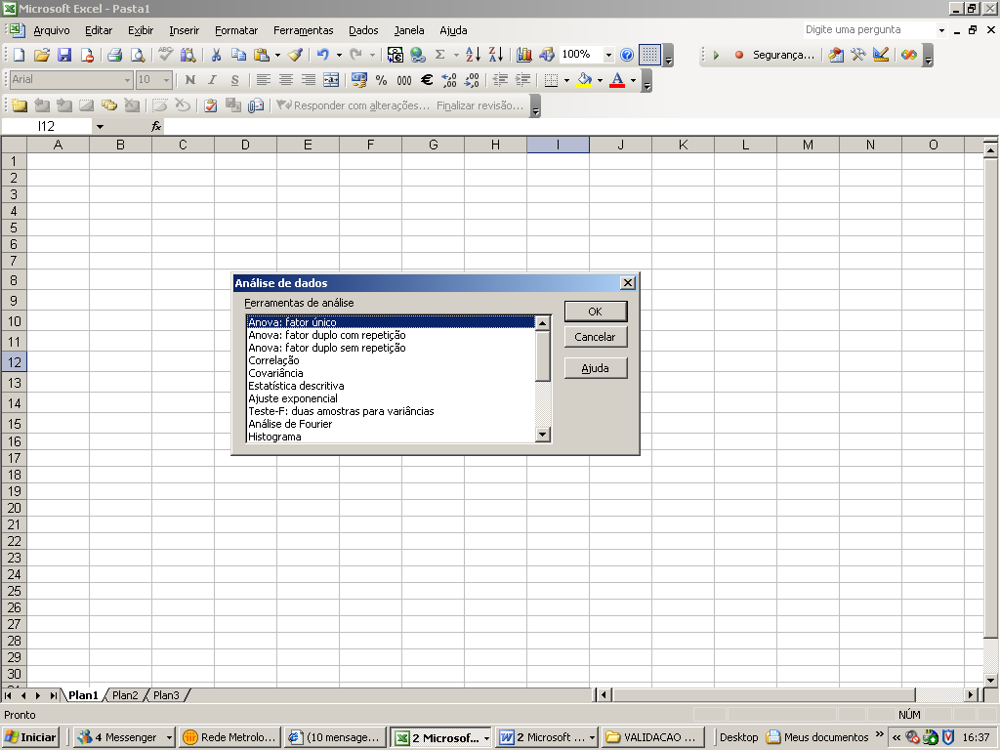 Microsoft Excel - Pasta1
Arquivo Editar Exibir Inserir Formatar Ferramentas Dados Janela Ajuda Digite uma pergunta
100% Segurança...
Arial 10 N I S % 000 €
Responder com alterações... Finalizar revisão...
I12 fx
A B C D E F G H I J K L M N O
1
2
3
4
5
6
7
8
9
10
11
12
13
14
15
16
17
18
19
20
21
22
23
24
25
26
27
28
29
30
Análise de dados
Ferramentas de análise
Anova: fator único
Anova: fator duplo com repetição
Anova: fator duplo sem repetição
Correlação
Covariância
Estatística descritiva
Ajuste exponencial
Teste-F: duas amostras para variâncias
Análise de Fourier
Histograma
OK
Cancelar
Ajuda
Plan1 Plan2 Plan3
Pronto NÚM
Iniciar 4 Messenger Rede Metrolo... (10 mensage... 2 Microsof... 2 Microsoft ... VALIDACAO ... Desktop Meus documentos » « 16:37